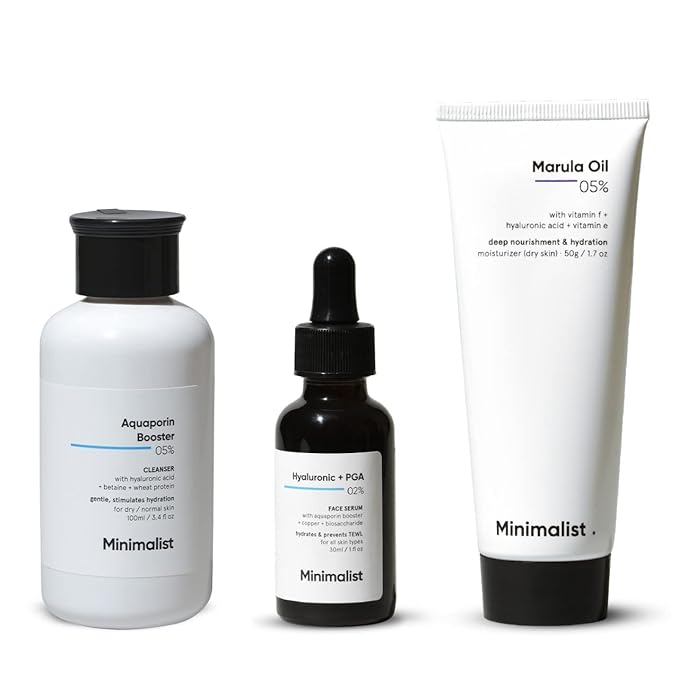 Aquaporin
Booster
05%
CLEANSER
with hyaluronic acid
+ betaine + wheat protein
gentle, stimulates hydration
for dry / normal skin
100ml / 3.4 fl oz
Minimalist
Hyaluronic + PGA
02%
FACE SERUM
with aquaporin booster
+ copper + biosaccharide
hydrates & prevents TEWL
for all skin types
30ml / 1 fl oz
Minimalist
Marula Oil
05%
with vitamin f +
hyaluronic acid + vitamin e
deep nourishment & hydration
moisturizer (dry skin) · 50g / 1.7 oz
Minimalist .